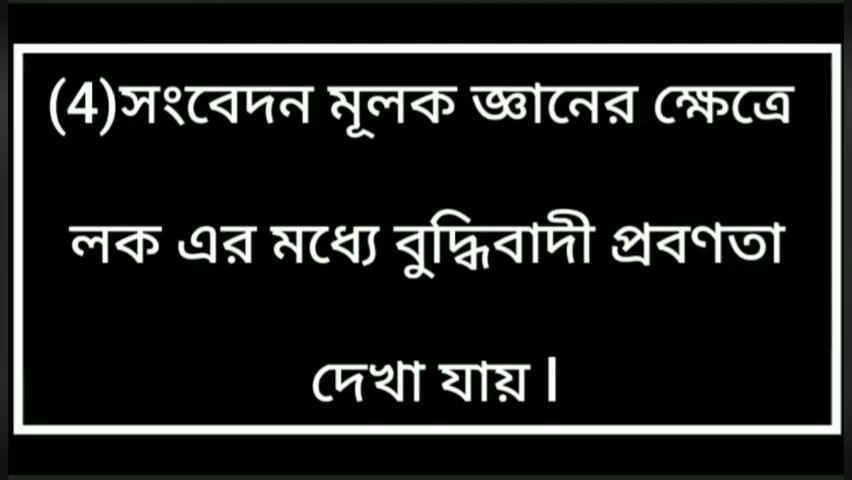 (4)সংবেদন মূলক জ্ঞানের ক্ষেত্রে
লক এর মধ্যে বুদ্ধিবাদী প্রবণতা
দেখা যায় l